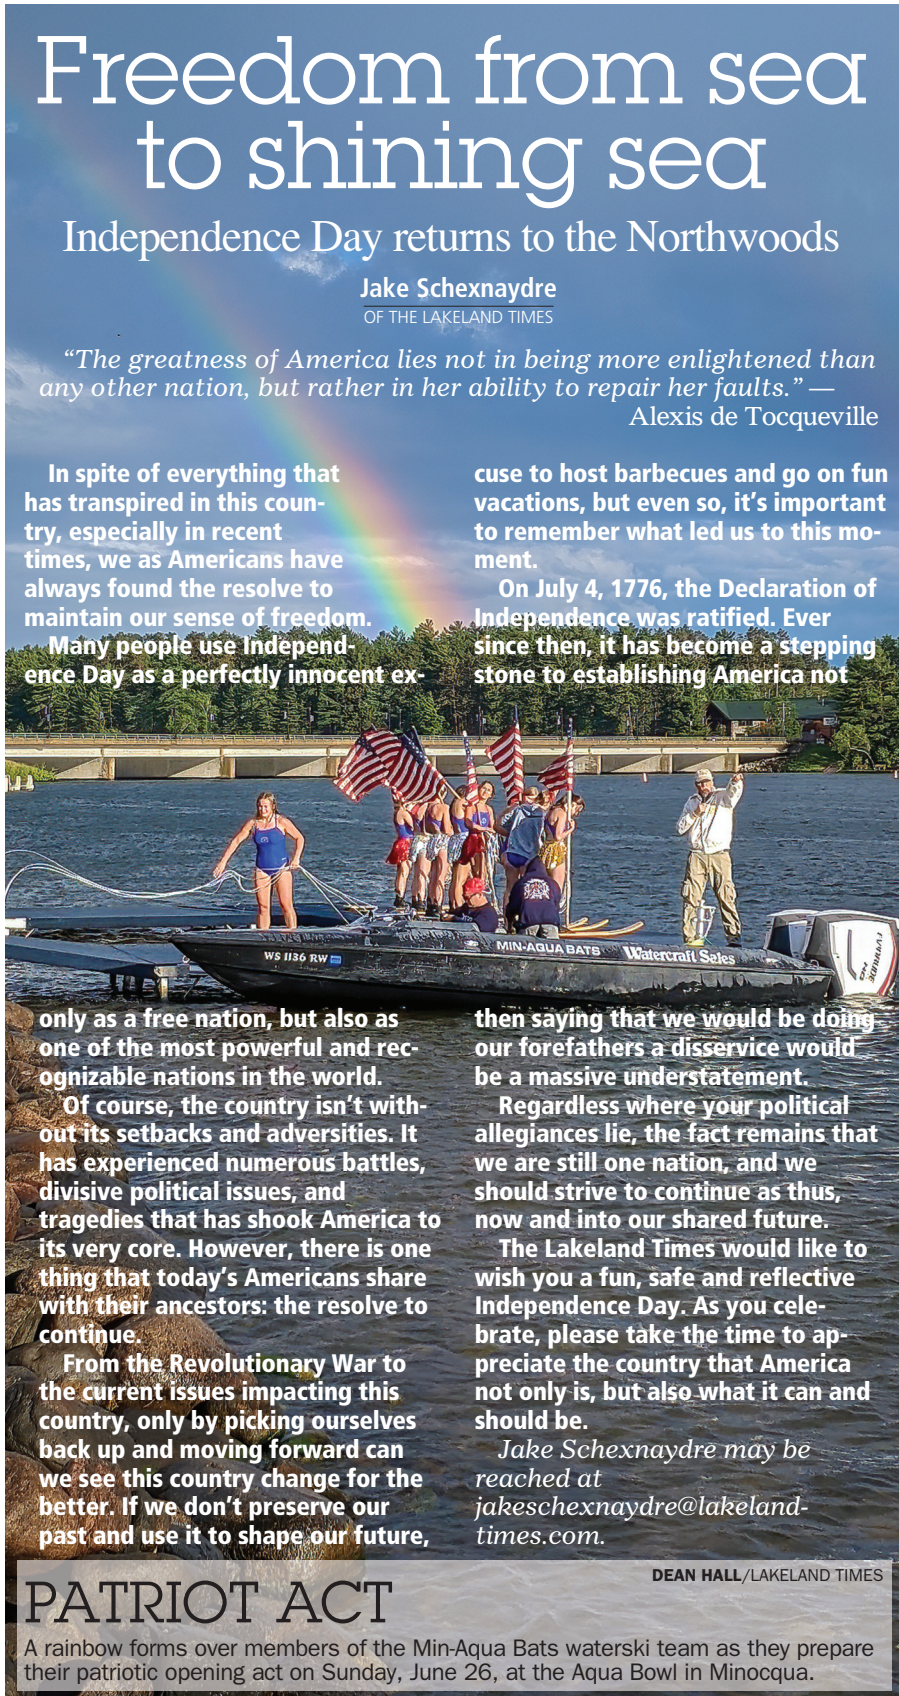 Freedom from sea
to shining sea
Independence Day returns to the Northwoods
Jake Schexnaydre
OF THE LAKELAND TIMES
“The greatness of America lies not in being more enlightened than
any other nation, but rather in her ability to repair her faults.” —
Alexis de Tocqueville
In spite of everything that
has transpired in this coun-
try, especially in recent
times, we as Americans have
always found the resolve to
maintain our sense of freedom.
Many people use Independ-
ence Day as a perfectly innocent ex-
cuse to host barbecues and go on fun
vacations, but even so, it’s important
to remember what led us to this mo-
ment.
On July 4, 1776, the Declaration of
Independence was ratified. Ever
since then, it has become a stepping
stone to establishing America not
MIN-AQUA BATS
Watercraft Sales
WS 1136 RW
EVINRUDE
only as a free nation, but also as
one of the most powerful and rec-
ognizable nations in the world.
Of course, the country isn’t with-
out its setbacks and adversities. It
has experienced numerous battles,
divisive political issues, and
tragedies that has shook America to
its very core. However, there is one
thing that today’s Americans share
with their ancestors: the resolve to
continue.
From the Revolutionary War to
the current issues impacting this
country, only by picking ourselves
back up and moving forward can
we see this country change for the
better. If we don’t preserve our
past and use it to shape our future,
then saying that we would be doing
our forefathers a disservice would
be a massive understatement.
Regardless where your political
allegiances lie, the fact remains that
we are still one nation, and we
should strive to continue as thus,
now and into our shared future.
The Lakeland Times would like to
wish you a fun, safe and reflective
Independence Day. As you cele-
brate, please take the time to ap-
preciate the country that America
not only is, but also what it can and
should be.
Jake Schexnaydre may be
reached at
jakeschexnaydre@lakeland-
times.com.
DEAN HALL/LAKELAND TIMES
PATRIOT ACT
A rainbow forms over members of the Min-Aqua Bats waterski team as they prepare
their patriotic opening act on Sunday, June 26, at the Aqua Bowl in Minocqua.